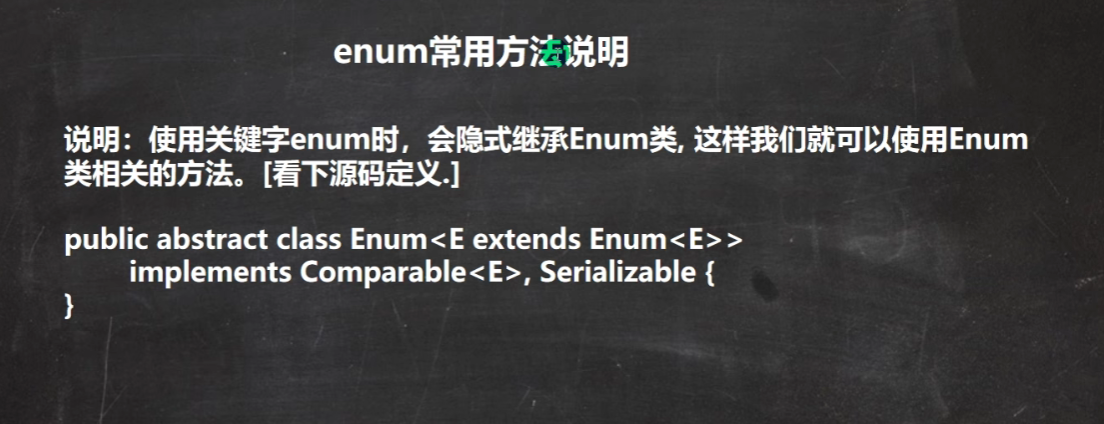 enum常用方法说明
说明：使用关键字enum时，会隐式继承Enum类, 这样我们就可以使用Enum
类相关的方法。[看下源码定义.]
public abstract class Enum<E extends Enum<E>>
implements Comparable<E>, Serializable {
}